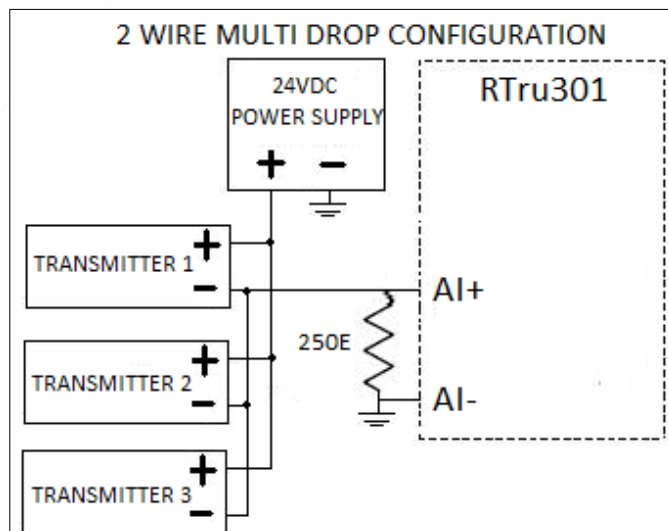 2 WIRE MULTI DROP CONFIGURATION
24VDC
POWER SUPPLY
+ −
RTru301
TRANSMITTER 1
+
−
AI+
250E
TRANSMITTER 2
+
−
AI-
TRANSMITTER 3
+
−